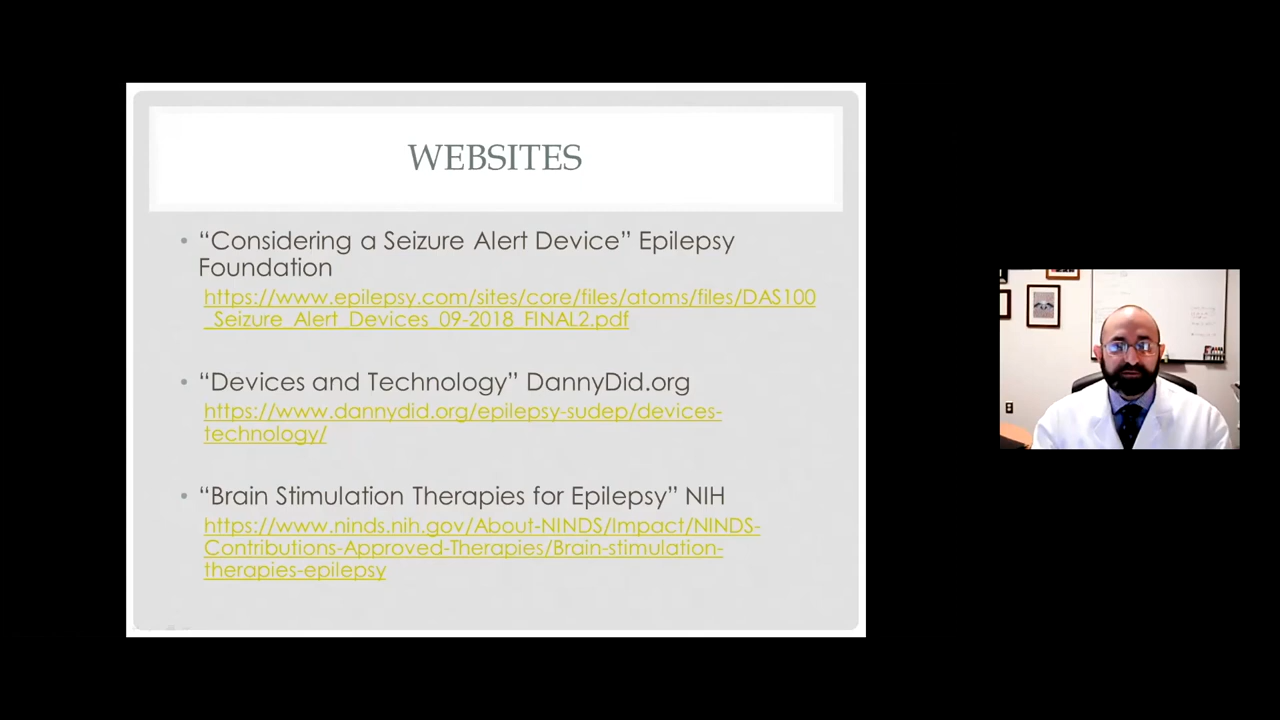 WEBSITES
• “Considering a Seizure Alert Device” Epilepsy
Foundation
https://www.epilepsy.com/sites/core/files/atoms/files/DAS100
_Seizure_Alert_Devices_09-2018_FINAL2.pdf
• “Devices and Technology” DannyDid.org
https://www.dannydid.org/epilepsy-sudep/devices-
technology/
• “Brain Stimulation Therapies for Epilepsy” NIH
https://www.ninds.nih.gov/About-NINDS/Impact/NINDS-
Contributions-Approved-Therapies/Brain-stimulation-
therapies-epilepsy